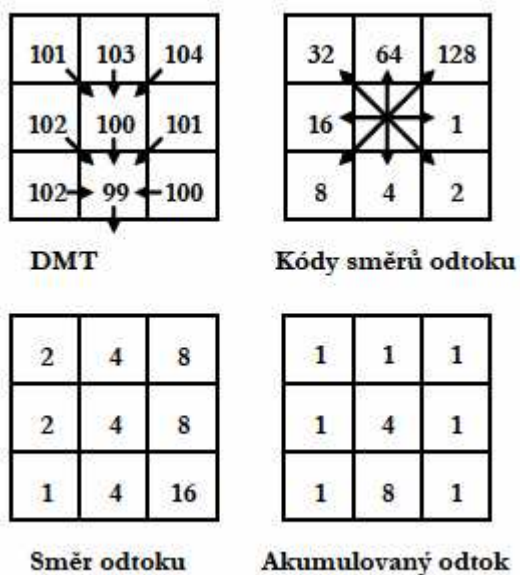 101 103 104
102 100 101
102 99 100
DMT
32 64 128
16 1
8 4 2
Kódy směrů odtoku
2 4 8
2 4 8
1 4 16
Směr odtoku
1 1 1
1 4 1
1 8 1
Akumulovaný odtok